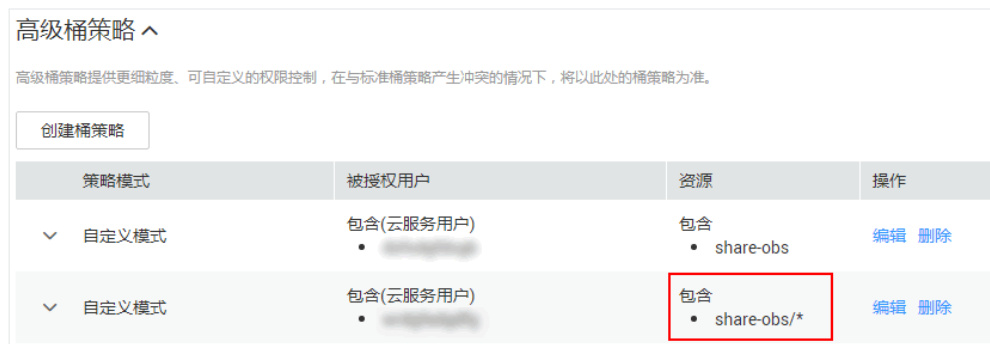 高级桶策略
高级桶策略提供更细粒度、可自定义的权限控制，在与标准桶策略产生冲突的情况下，将以此处的桶策略为准。
创建桶策略
策略模式 被授权用户 资源 操作
自定义模式 包含(云服务用户) 包含 编辑 删除
• share-obs
自定义模式 包含(云服务用户) 包含 编辑 删除
• share-obs/*